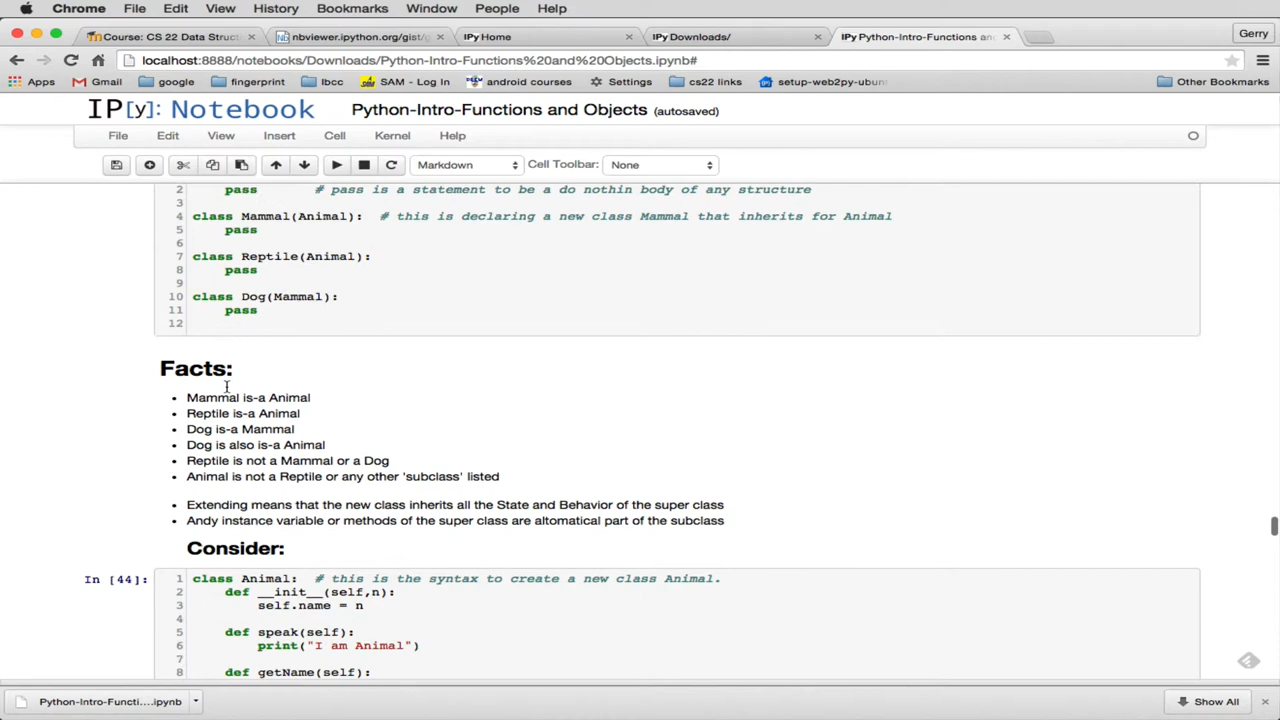 Chrome File Edit View History Bookmarks Window People Help
Course: CS 22 Data Struct
nbviewer.ipython.org/gist/g
IPy Home
IPy Downloads/
IPy Python-Intro-Functions and
Gerry
localhost:8888/notebooks/Downloads/Python-Intro-Functions%20and%20Objects.ipynb#
Apps Gmail google fingerprint lbcc SAM - Log In android courses Settings cs22 links setup-web2py-ubun Other Bookmarks
IP[y]: Notebook Python-Intro-Functions and Objects (autosaved)
File Edit View Insert Cell Kernel Help
Markdown Cell Toolbar: None
2 pass # pass is a statement to be a do nothin body of any structure
3
4 class Mammal(Animal): # this is declaring a new class Mammal that inherits for Animal
5 pass
6
7 class Reptile(Animal):
8 pass
9
10 class Dog(Mammal):
11 pass
12
Facts:
• Mammal is-a Animal
• Reptile is-a Animal
• Dog is-a Mammal
• Dog is also is-a Animal
• Reptile is not a Mammal or a Dog
• Animal is not a Reptile or any other 'subclass' listed
• Extending means that the new class inherits all the State and Behavior of the super class
• Andy instance variable or methods of the super class are altomatical part of the subclass
Consider:
In [44]: 1 class Animal: # this is the syntax to create a new class Animal.
2 def __init__(self,n):
3 self.name = n
4
5 def speak(self):
6 print("I am Animal")
7
8 def getName(self):
Python-Intro-Functi....ipynb Show All